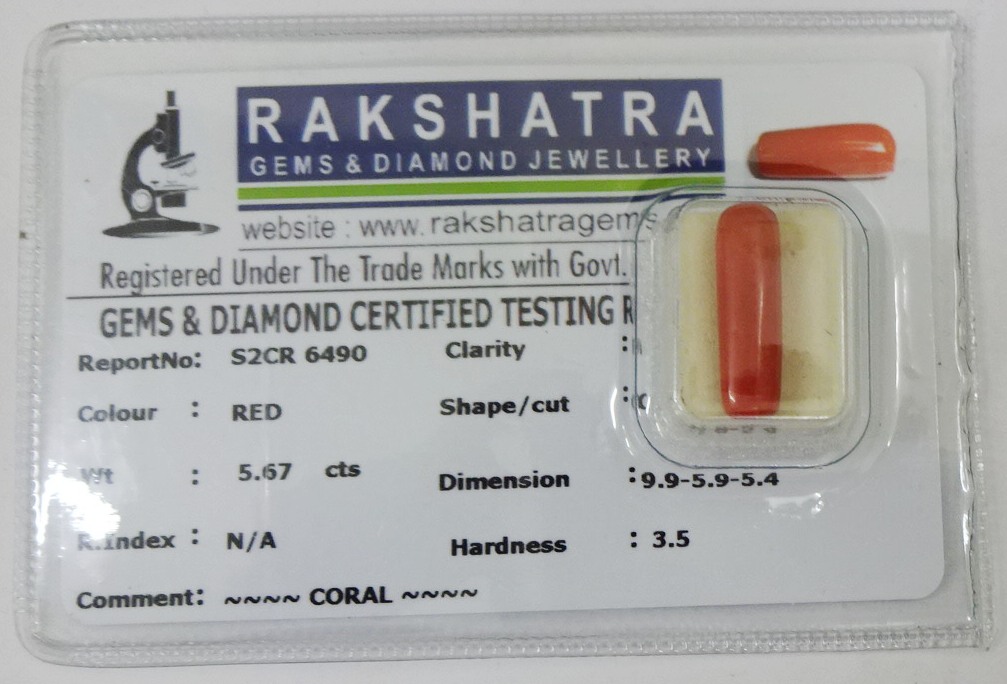 RAKSHATRA
GEMS & DIAMOND JEWELLERY
website : www.rakshatragems
Registered Under The Trade Marks with Govt.
GEMS & DIAMOND CERTIFIED TESTING R
ReportNo: S2CR 6490 Clarity :
Colour : RED Shape/cut :
Wt : 5.67 cts Dimension :9.9-5.9-5.4
R.Index : N/A Hardness : 3.5
Comment: ~~~~ CORAL ~~~~